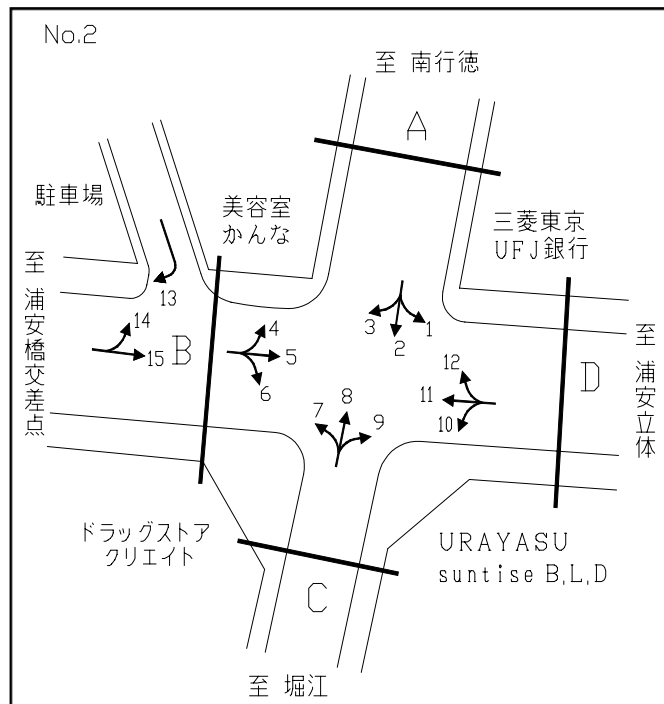 No.2
至 南行徳
A
駐車場
美容室
かんな
三菱東京
UFJ銀行
至 浦安橋交差点
13
14
15
B
4
5
6
3
2
1
12
11
10
D
至 浦安立体
7
8
9
ドラッグストア
クリエイト
URAYASU
suntise B,L,D
C
至 堀江